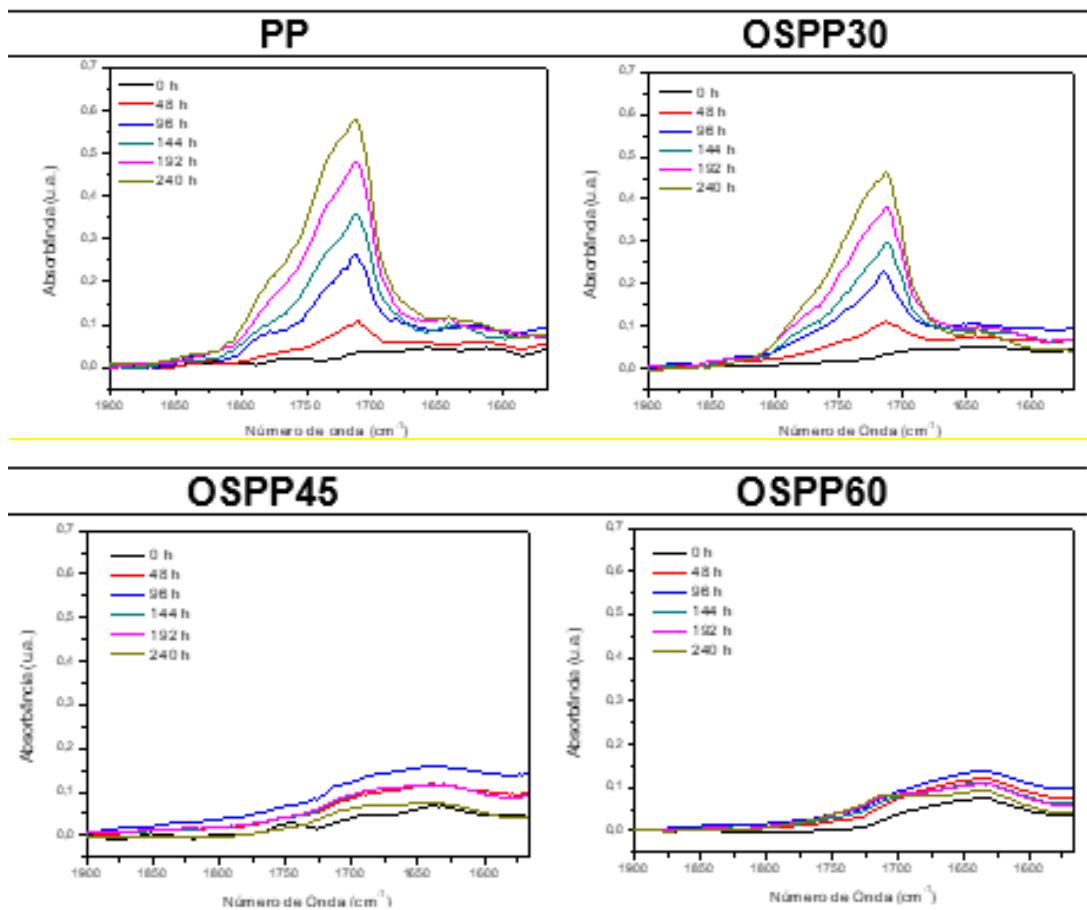 PP
OSPP30
0,7
0,6
0,5
0,4
0,3
0,2
0,1
0,0
Absorbância (u.a.)
0 h
48 h
96 h
144 h
192 h
240 h
1900 1850 1800 1750 1700 1650 1600
Número de onda (cm⁻¹)
0,7
0,6
0,5
0,4
0,3
0,2
0,1
0,0
Absorbância (u.a.)
0 h
48 h
96 h
144 h
192 h
240 h
1900 1850 1800 1750 1700 1650 1600
Número de Onda (cm⁻¹)
OSPP45
OSPP60
0,7
0,6
0,5
0,4
0,3
0,2
0,1
0,0
Absorbância (u.a.)
0 h
48 h
96 h
144 h
192 h
240 h
1900 1850 1800 1750 1700 1650 1600
Número de Onda (cm⁻¹)
0,7
0,6
0,5
0,4
0,3
0,2
0,1
0,0
Absorbância (u.a.)
0 h
48 h
96 h
144 h
192 h
240 h
1900 1850 1800 1750 1700 1650 1600
Número de Onda (cm⁻¹)